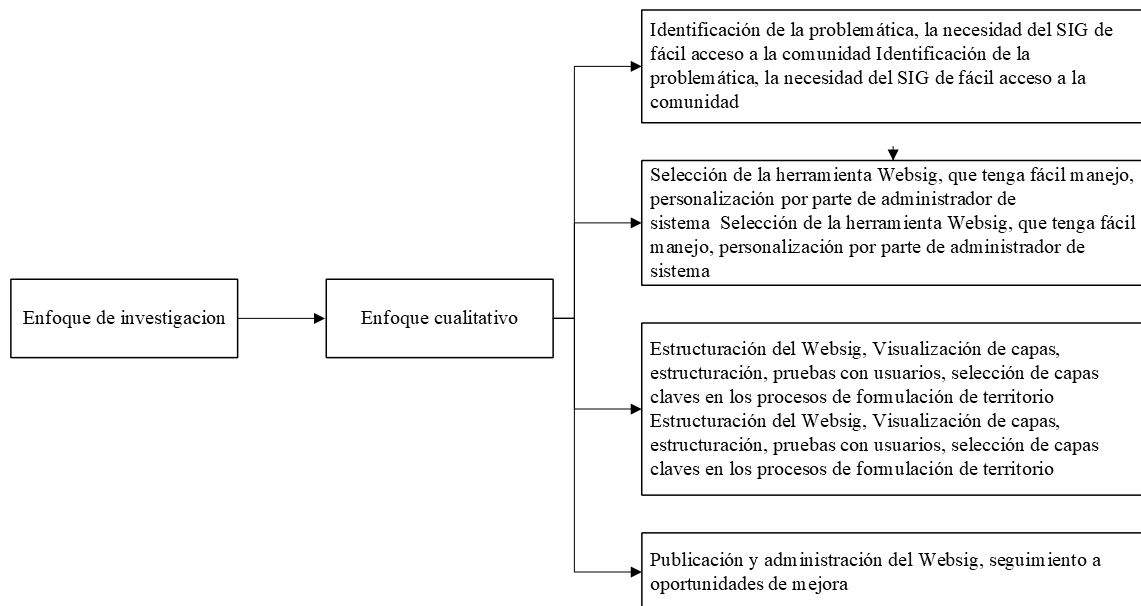 Identificación de la problemática, la necesidad del SIG de
fácil acceso a la comunidad Identificación de la
problemática, la necesidad del SIG de fácil acceso a la
comunidad
Selección de la herramienta Websig, que tenga fácil manejo,
personalización por parte de administrador de
sistema  Selección de la herramienta Websig, que tenga fácil
manejo, personalización por parte de administrador de
sistema
Enfoque de investigacion
Enfoque cualitativo
Estructuración del Websig, Visualización de capas,
estructuración, pruebas con usuarios, selección de capas
claves en los procesos de formulación de territorio
Estructuración del Websig, Visualización de capas,
estructuración, pruebas con usuarios, selección de capas
claves en los procesos de formulación de territorio
Publicación y administración del Websig, seguimiento a
oportunidades de mejora